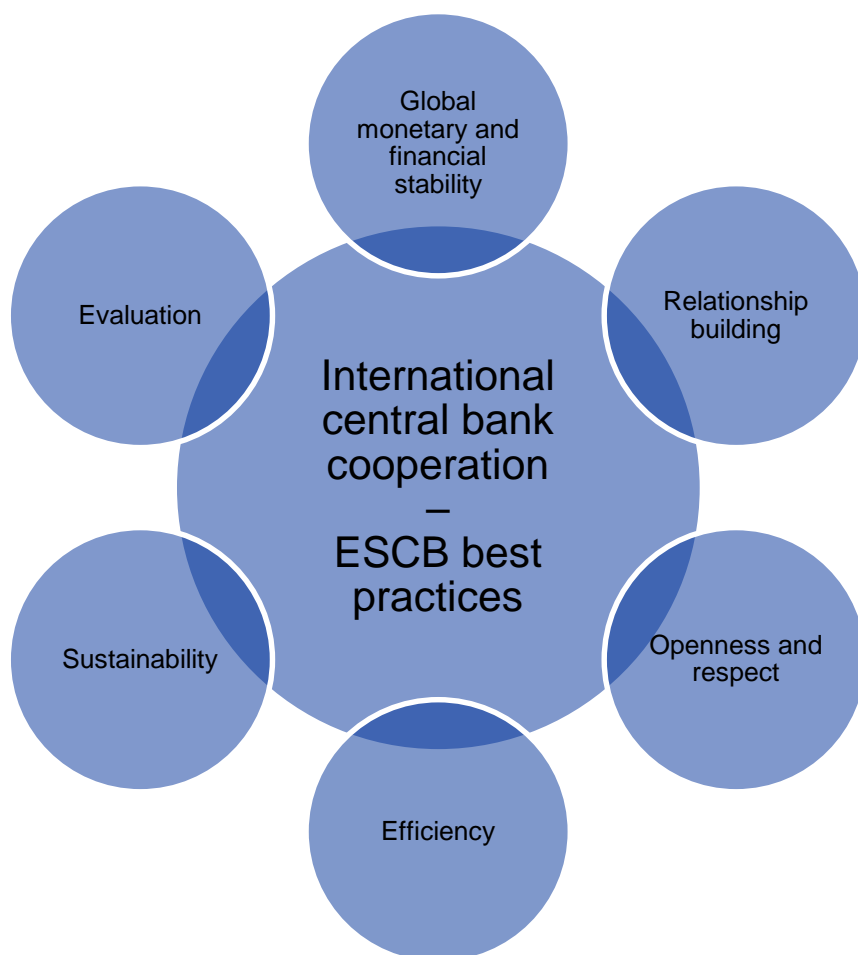 Global
monetary and
financial
stability
Relationship
building
Openness and
respect
Efficiency
Sustainability
Evaluation
International
central bank
cooperation
–
ESCB best
practices